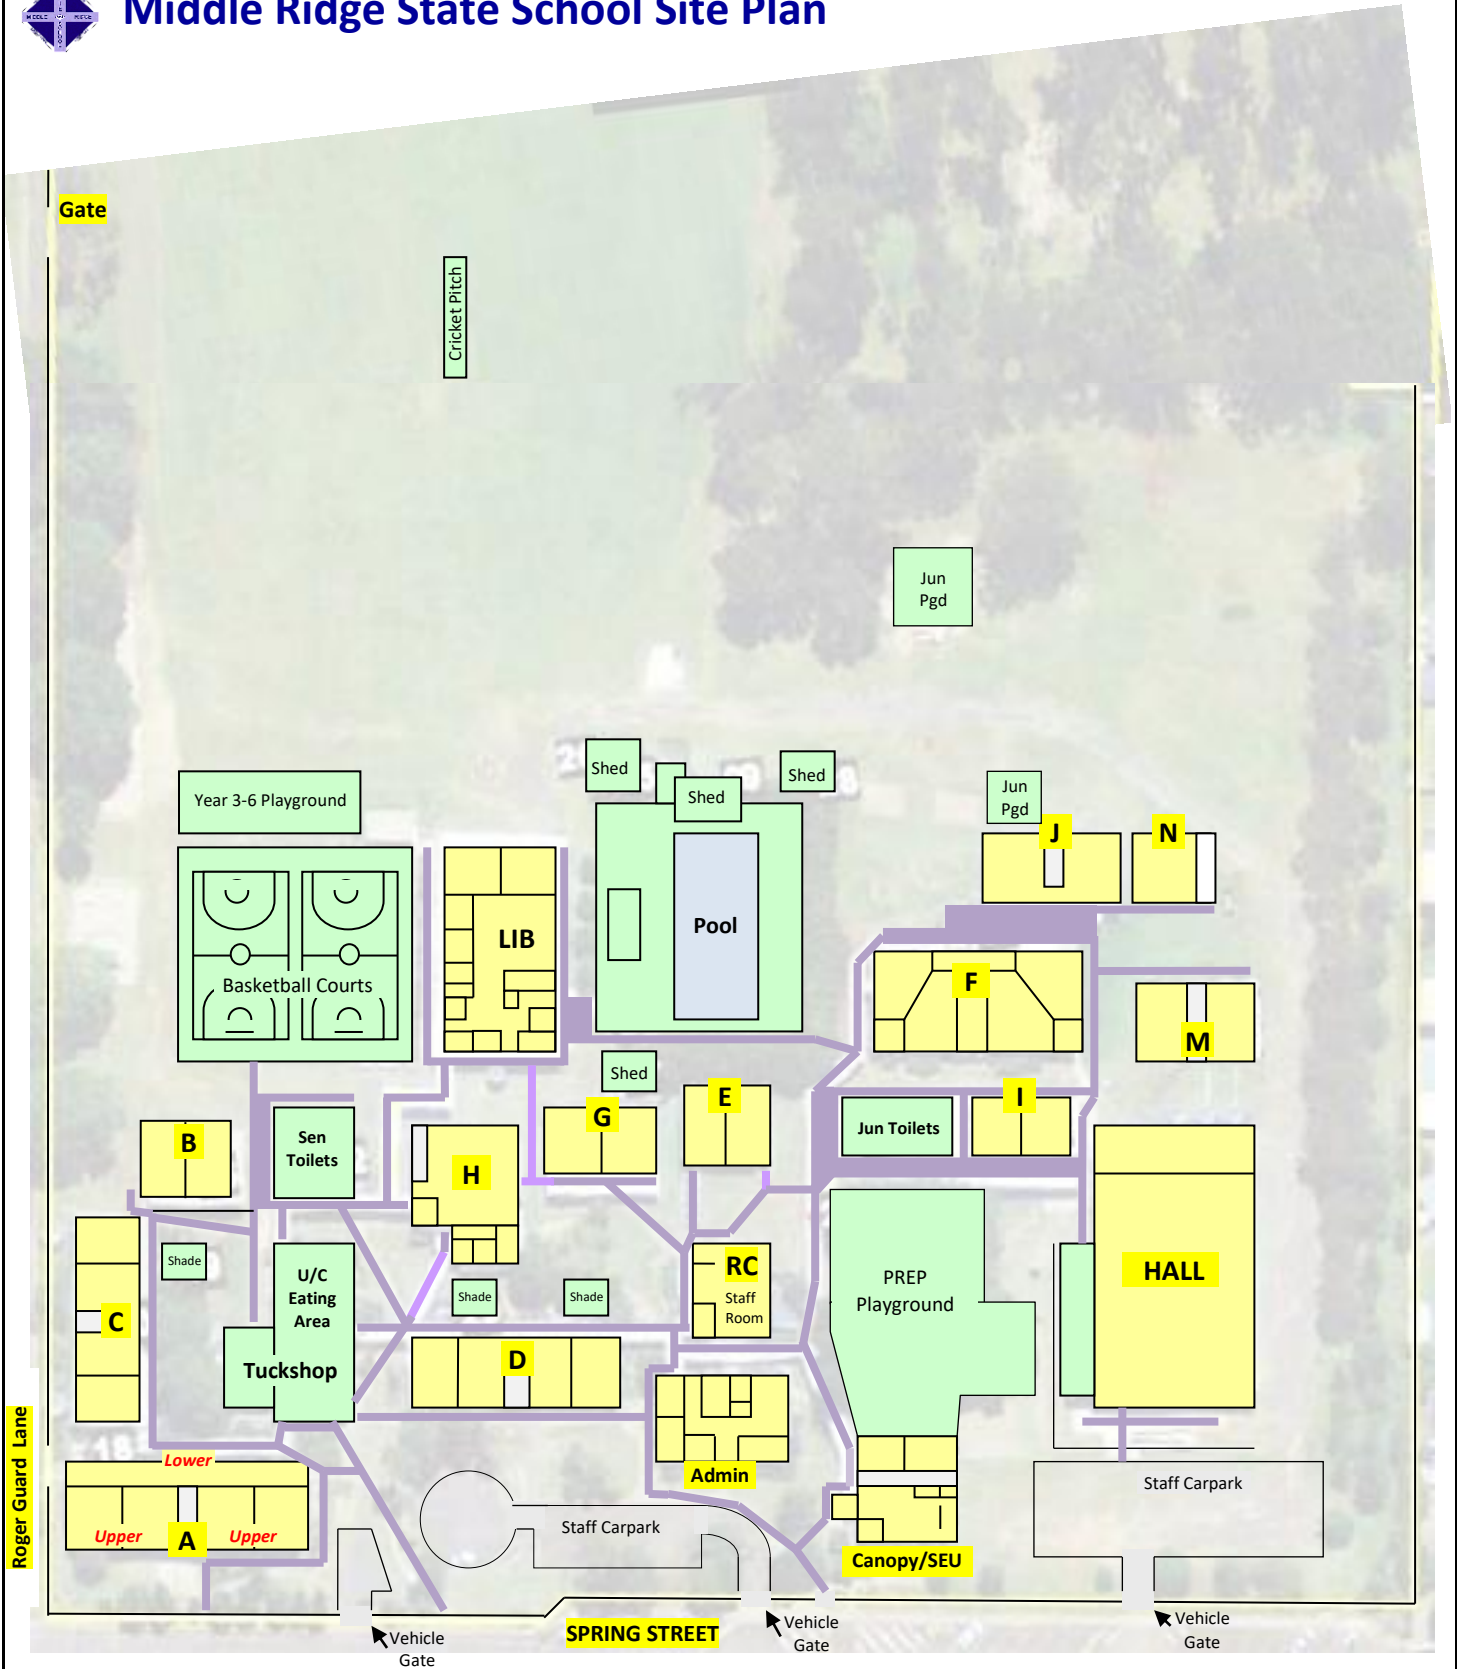 Middle Ridge State School Site Plan
MIDDLE RIDGE
Gate
Cricket Pitch
Jun
Pgd
Shed
Shed
Shed
Jun
Pgd
Year 3-6 Playground
J
N
LIB
Pool
Basketball Courts
F
M
Shed
E
G
I
Jun Toilets
Sen
Toilets
B
H
Shade
U/C
Eating
Area
RC
Staff
Room
PREP
Playground
HALL
Shade
Shade
C
D
Tuckshop
Roger Guard Lane
18
Lower
Admin
Staff Carpark
Upper
A
Upper
Staff Carpark
Canopy/SEU
SPRING STREET
Vehicle
Gate
Vehicle
Gate
Vehicle
Gate